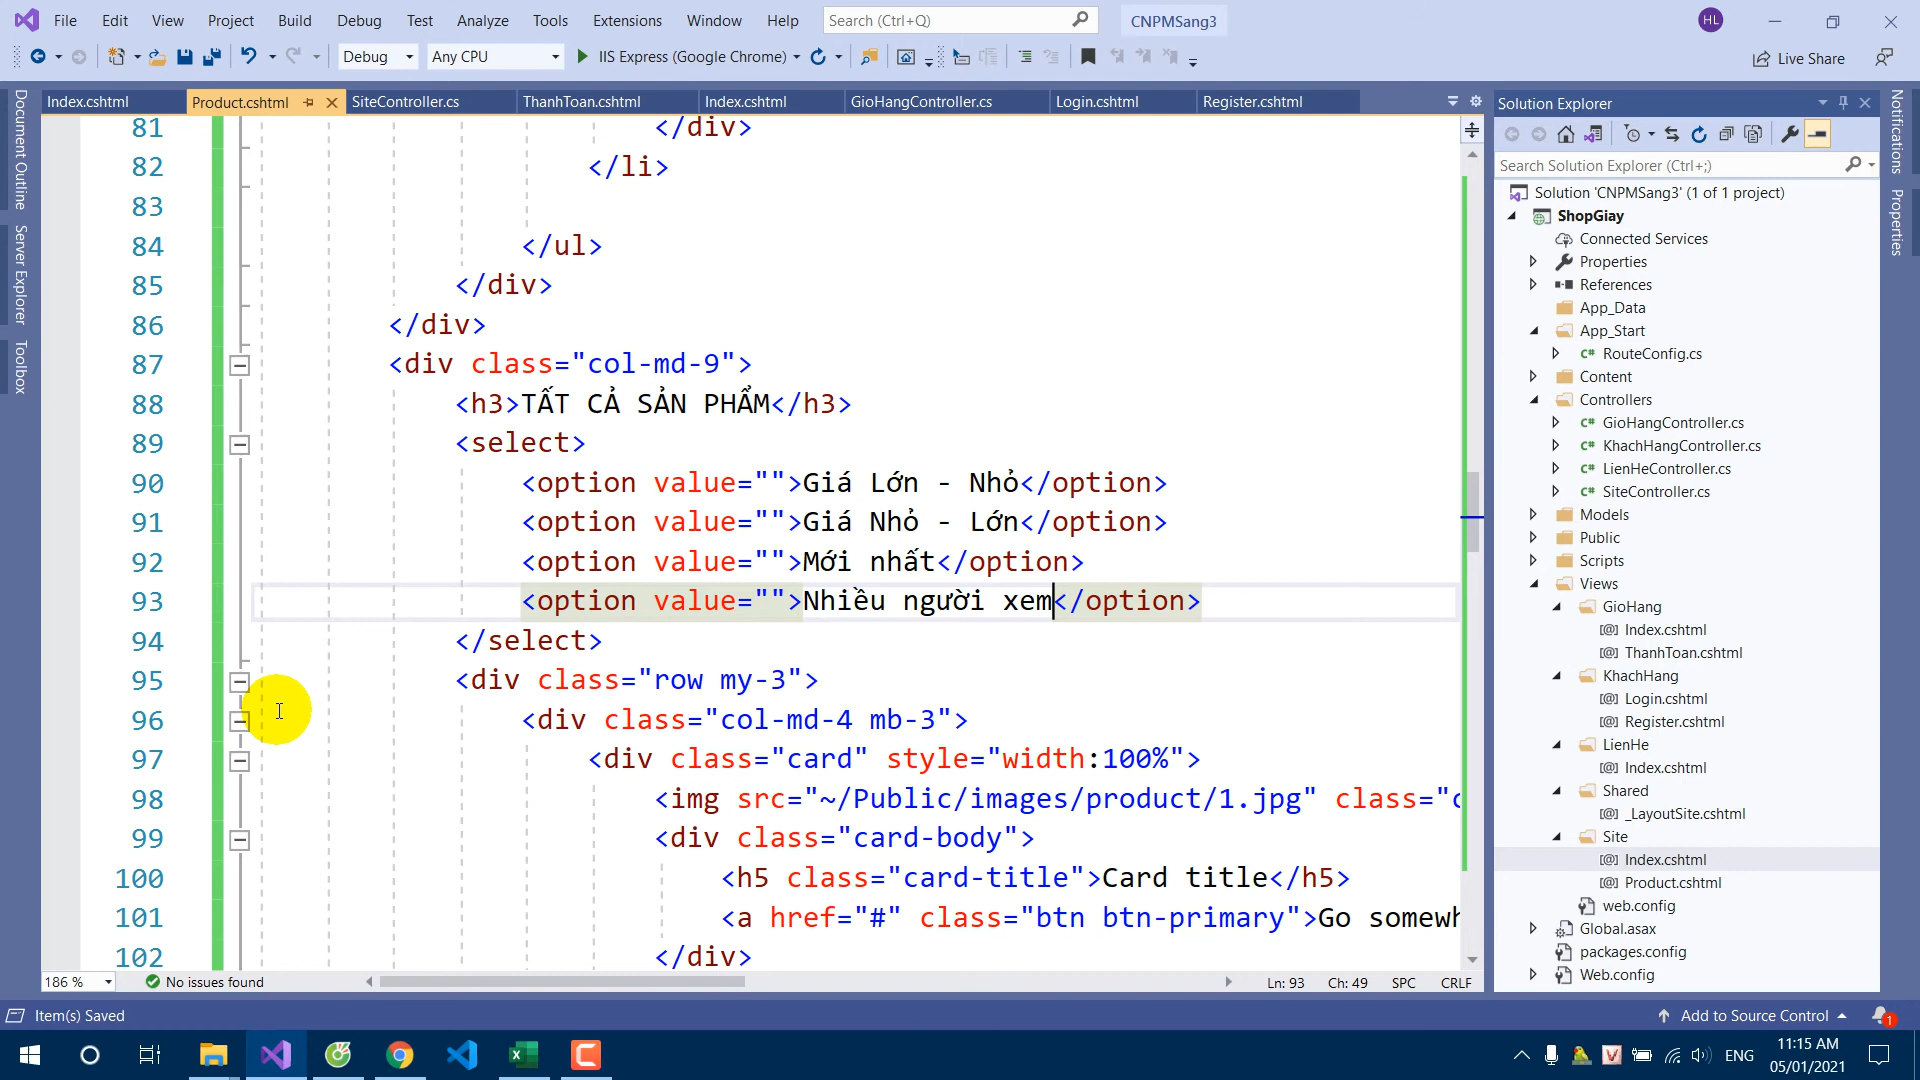 File Edit View Project Build Debug Test Analyze Tools Extensions Window Help Search (Ctrl+Q) CNPMSang3 HL
Debug Any CPU IIS Express (Google Chrome) Live Share
Index.cshtml Product.cshtml SiteController.cs ThanhToan.cshtml Index.cshtml GioHangController.cs Login.cshtml Register.cshtml
Document Outline
Server Explorer
Toolbox
81 </div>
82 </li>
83
84 </ul>
85 </div>
86 </div>
87 <div class="col-md-9">
88 <h3>TẤT CẢ SẢN PHẨM</h3>
89 <select>
90 <option value="">Giá Lớn - Nhỏ</option>
91 <option value="">Giá Nhỏ - Lớn</option>
92 <option value="">Mới nhất</option>
93 <option value="">Nhiều người xem</option>
94 </select>
95 <div class="row my-3">
96 <div class="col-md-4 mb-3">
97 <div class="card" style="width:100%">
98 <img src="~/Public/images/product/1.jpg" class="c
99 <div class="card-body">
100 <h5 class="card-title">Card title</h5>
101 <a href="#" class="btn btn-primary">Go somewh
102 </div>
186 % No issues found Ln: 93 Ch: 49 SPC CRLF
Solution Explorer
Search Solution Explorer (Ctrl+;)
Solution 'CNPMSang3' (1 of 1 project)
ShopGiay
Connected Services
Properties
References
App_Data
App_Start
C# RouteConfig.cs
Content
Controllers
C# GioHangController.cs
C# KhachHangController.cs
C# LienHeController.cs
C# SiteController.cs
Models
Public
Scripts
Views
GioHang
[@] Index.cshtml
[@] ThanhToan.cshtml
KhachHang
[@] Login.cshtml
[@] Register.cshtml
LienHe
[@] Index.cshtml
Shared
[@] _LayoutSite.cshtml
Site
[@] Index.cshtml
[@] Product.cshtml
web.config
Global.asax
packages.config
Web.config
Notifications
Properties
Item(s) Saved Add to Source Control 1
ENG 11:15 AM
05/01/2021